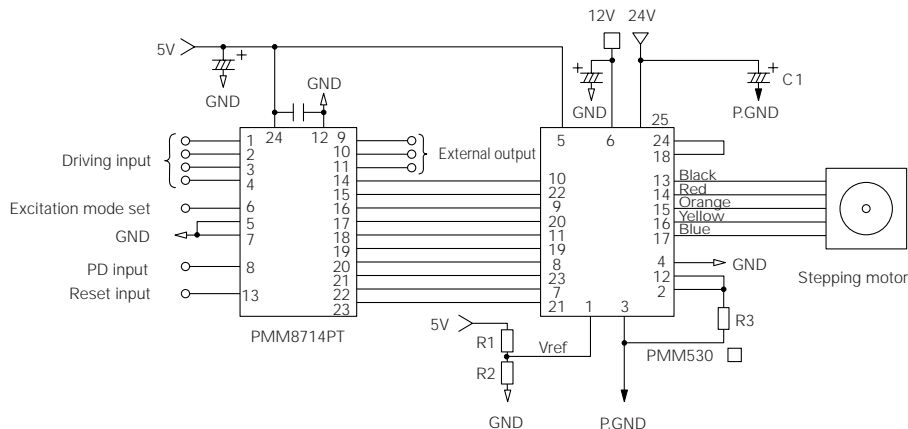 12V 24V
5V
GND
GND
GND
C1
P.GND
25
24 12 9
5 6
24
18
1
2
3
4
Driving input
10
11
External output
14
15
16
17
18
19
20
21
22
23
10
22
9
20
11
19
8
23
7
21
13 Black
14 Red
15 Orange
16 Yellow
17 Blue
Excitation mode set
6
5
GND
7
4
GND
12
2
PD input
8
Reset input
13
Stepping motor
1 3
PMM8714PT
5V
R1
Vref
R2
R3
PMM530
GND
P.GND